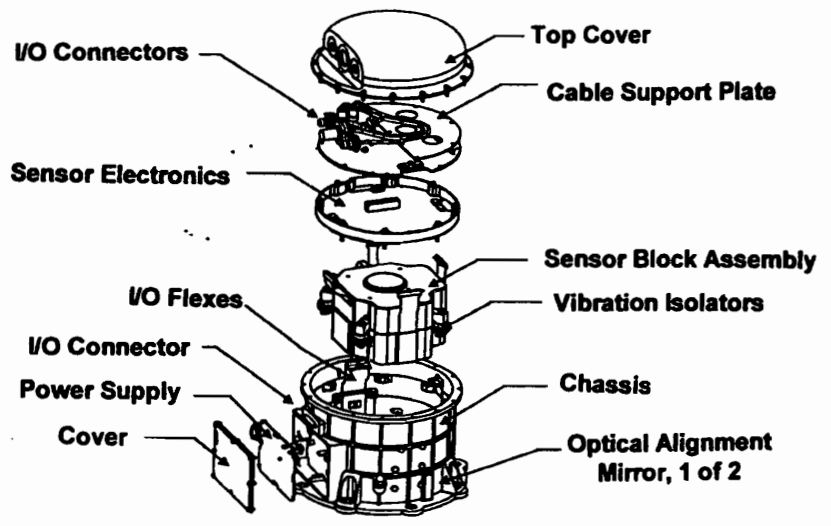 I/O Connectors
Top Cover
Cable Support Plate
Sensor Electronics
Sensor Block Assembly
I/O Flexes
Vibration Isolators
I/O Connector
Power Supply
Chassis
Cover
Optical Alignment
Mirror, 1 of 2